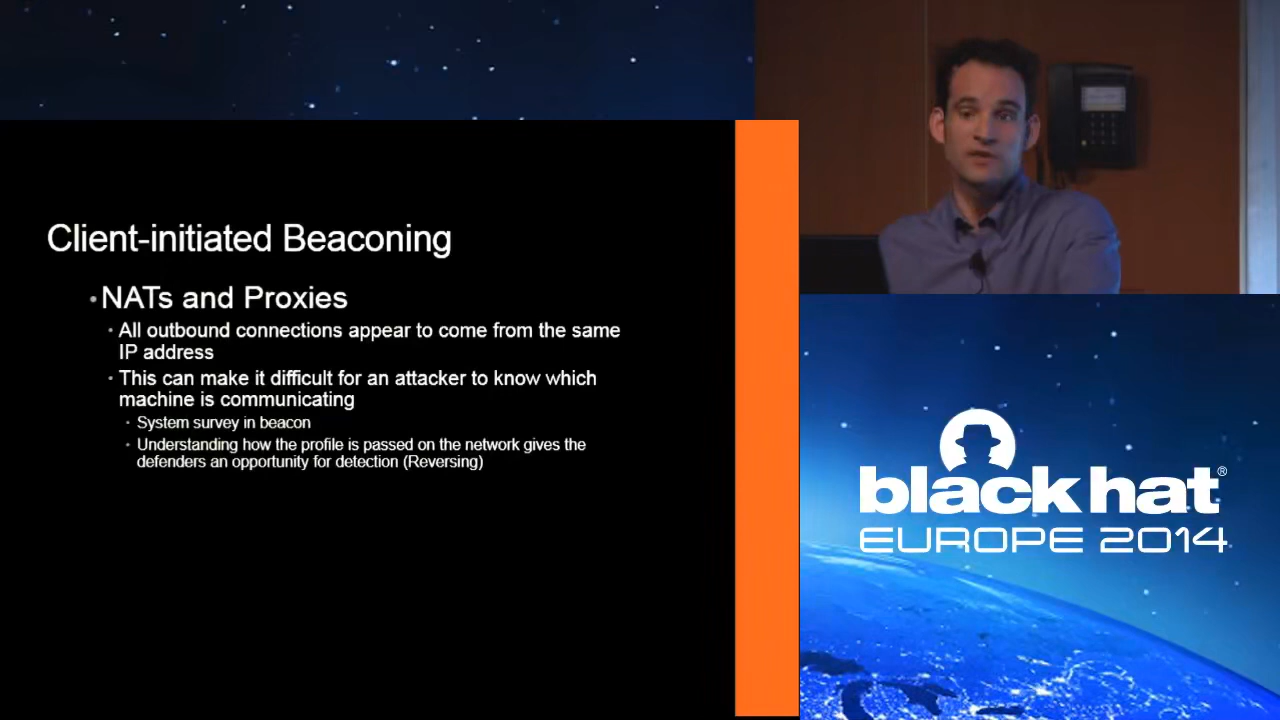 Client-initiated Beaconing
•NATs and Proxies
• All outbound connections appear to come from the same
IP address
• This can make it difficult for an attacker to know which
machine is communicating
• System survey in beacon
• Understanding how the profile is passed on the network gives the
defenders an opportunity for detection (Reversing)
black hat®
EUROPE 2014